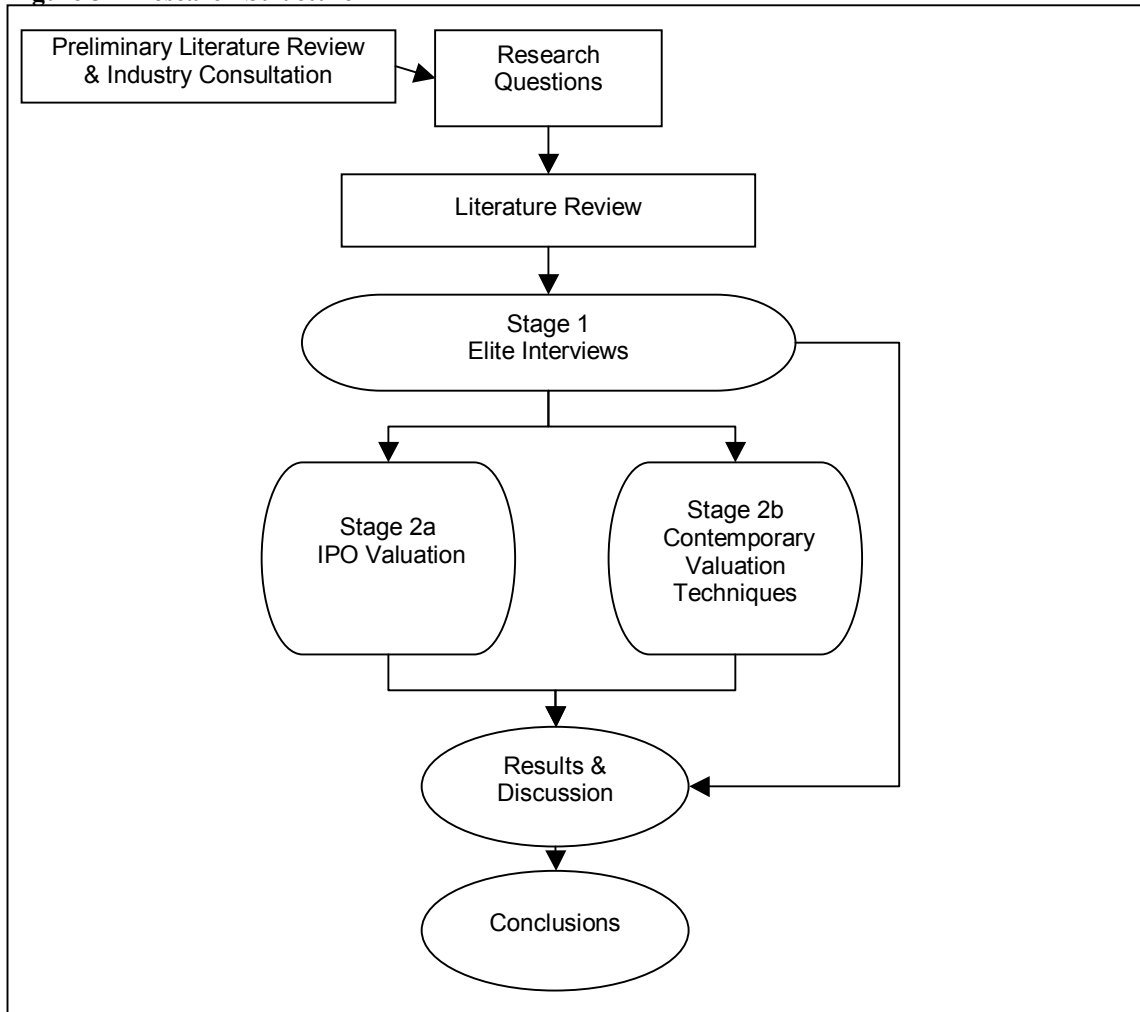 Preliminary Literature Review
& Industry Consultation
Research
Questions
Literature Review
Stage 1
Elite Interviews
Stage 2a
IPO Valuation
Stage 2b
Contemporary
Valuation
Techniques
Results &
Discussion
Conclusions